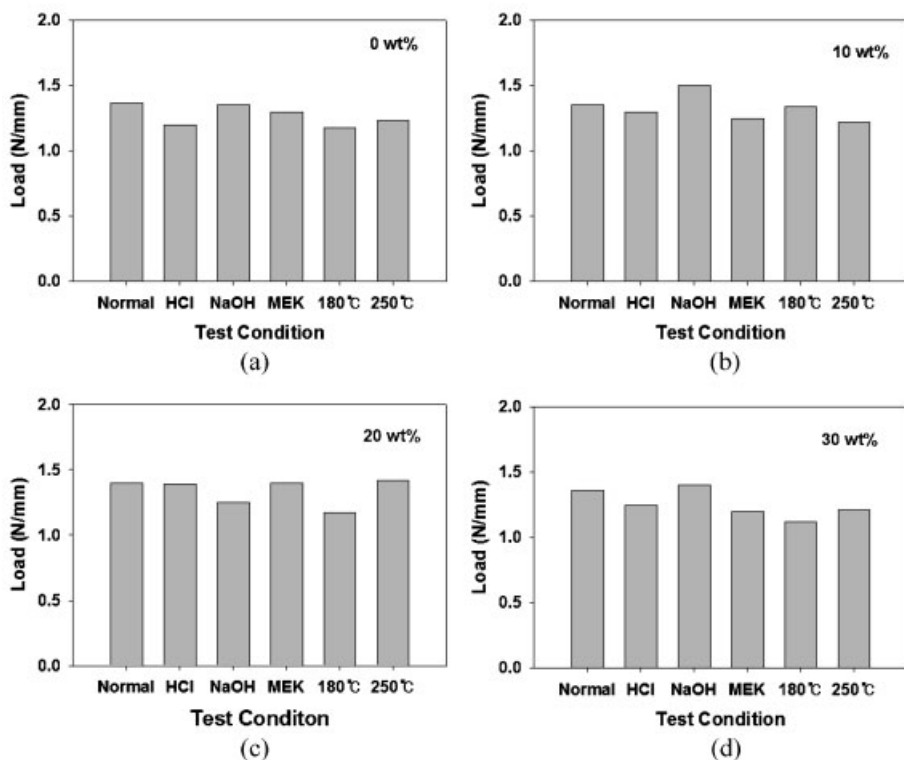 2.0
0 wt%
1.5
1.0
0.5
0.0
Load (N/mm)
Normal HCl NaOH MEK 180℃ 250℃
Test Condition
(a)
2.0
10 wt%
1.5
1.0
0.5
0.0
Load (N/mm)
Normal HCl NaOH MEK 180℃ 250℃
Test Condition
(b)
2.0
20 wt%
1.5
1.0
0.5
0.0
Load (N/mm)
Normal HCl NaOH MEK 180℃ 250℃
Test Conditon
(c)
2.0
30 wt%
1.5
1.0
0.5
0.0
Load (N/mm)
Normal HCl NaOH MEK 180℃ 250℃
Test Condition
(d)